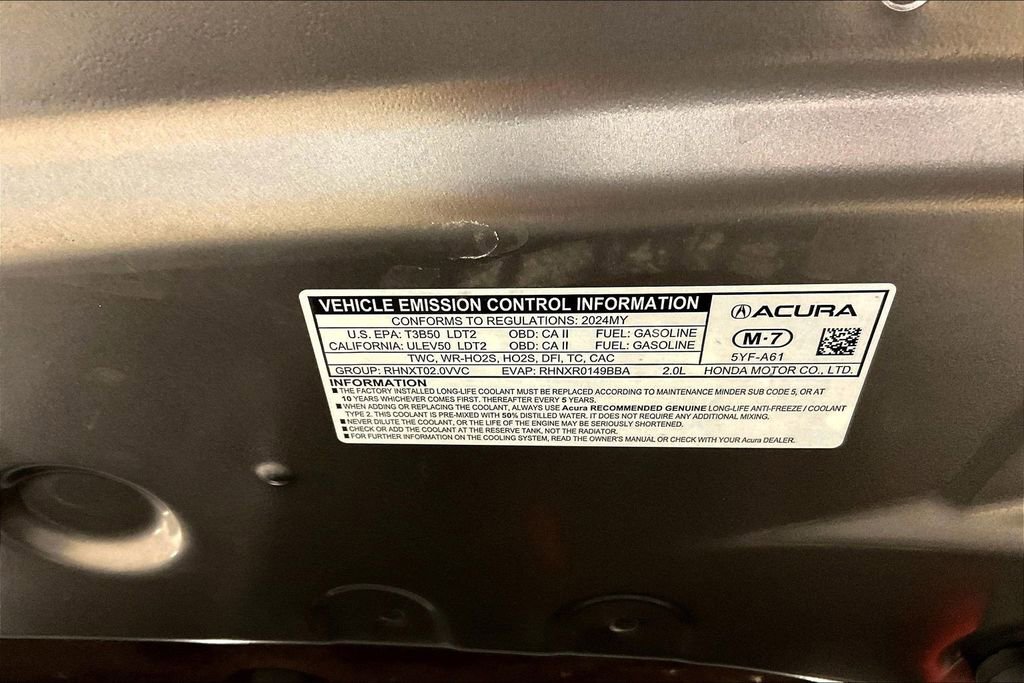 VEHICLE EMISSION CONTROL INFORMATION
CONFORMS TO REGULATIONS: 2024MY
U.S. EPA: T3B50 LDT2 OBD: CA II FUEL: GASOLINE
CALIFORNIA: ULEV50 LDT2 OBD: CA II FUEL: GASOLINE
TWC, WR-HO2S, HO2S, DFI, TC, CAC
GROUP: RHNXT02.0VVC EVAP: RHNXR0149BBA 2.0L
ACURA
M-7
5YF-A61
HONDA MOTOR CO., LTD.
INFORMATION
■ THE FACTORY INSTALLED LONG-LIFE COOLANT MUST BE REPLACED ACCORDING TO MAINTENANCE MINDER SUB CODE 5, OR AT
10 YEARS WHICHEVER COMES FIRST. THEREAFTER EVERY 5 YEARS.
■ WHEN ADDING OR REPLACING THE COOLANT, ALWAYS USE Acura RECOMMENDED GENUINE LONG-LIFE ANTI-FREEZE / COOLANT
TYPE 2. THIS COOLANT IS PRE-MIXED WITH 50% DISTILLED WATER. IT DOES NOT REQUIRE ANY ADDITIONAL MIXING.
■ NEVER DILUTE THE COOLANT, OR THE LIFE OF THE ENGINE MAY BE SERIOUSLY SHORTENED.
■ CHECK OR ADD THE COOLANT AT THE RESERVE TANK, NOT THE RADIATOR.
■ FOR FURTHER INFORMATION ON THE COOLING SYSTEM, READ THE OWNER'S MANUAL OR CHECK WITH YOUR Acura DEALER.